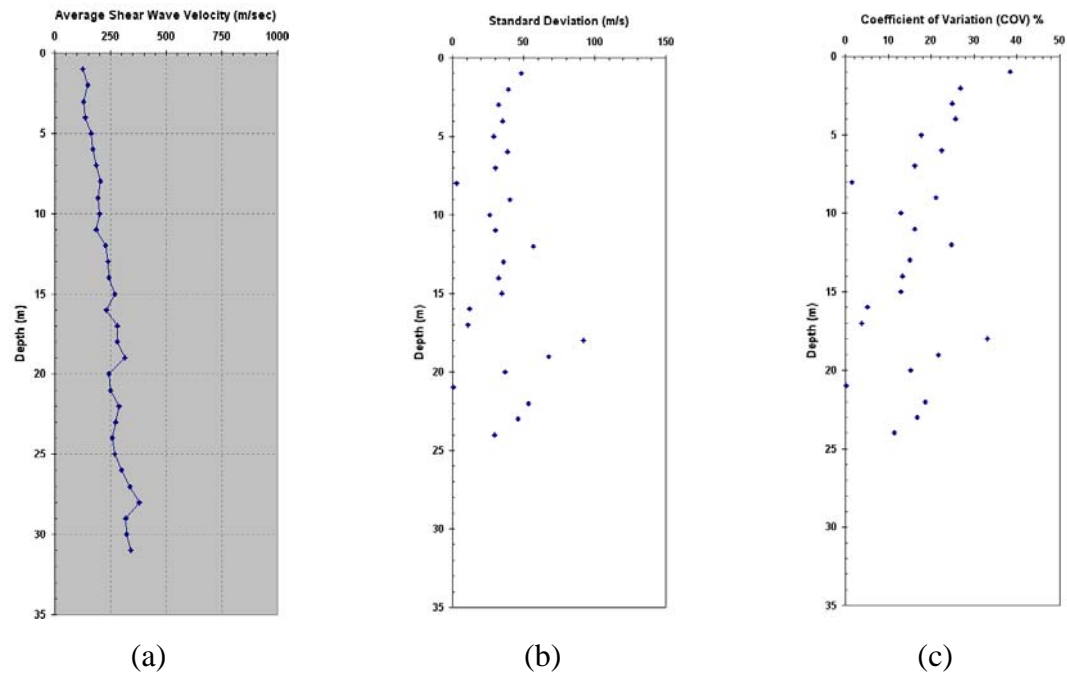 Average Shear Wave Velocity (m/sec)
0 250 500 750 1000
0
5
10
15
20
25
30
35
Depth (m)
(a)
Standard Deviation (m/s)
0 50 100 150
0
5
10
15
20
25
30
35
Depth (m)
(b)
Coefficient of Variation (COV) %
0 10 20 30 40 50
0
5
10
15
20
25
30
35
Depth (m)
(c)